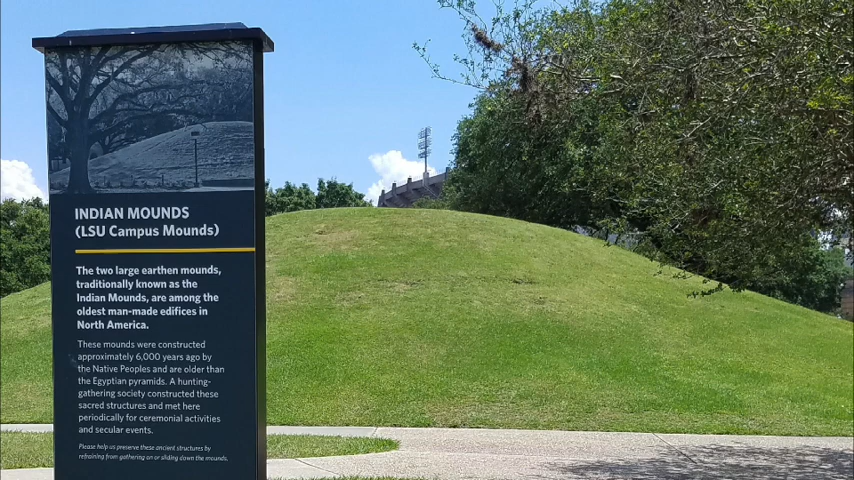 INDIAN MOUNDS
(LSU Campus Mounds)
The two large earthen mounds,
traditionally known as the
Indian Mounds, are among the
oldest man-made edifices in
North America.
These mounds were constructed
approximately 6,000 years ago by
the Native Peoples and are older than
the Egyptian pyramids. A hunting-
gathering society constructed these
sacred structures and met here
periodically for ceremonial activities
and secular events.
Please help us preserve these ancient structures by
refraining from gathering on or sliding down the mounds.